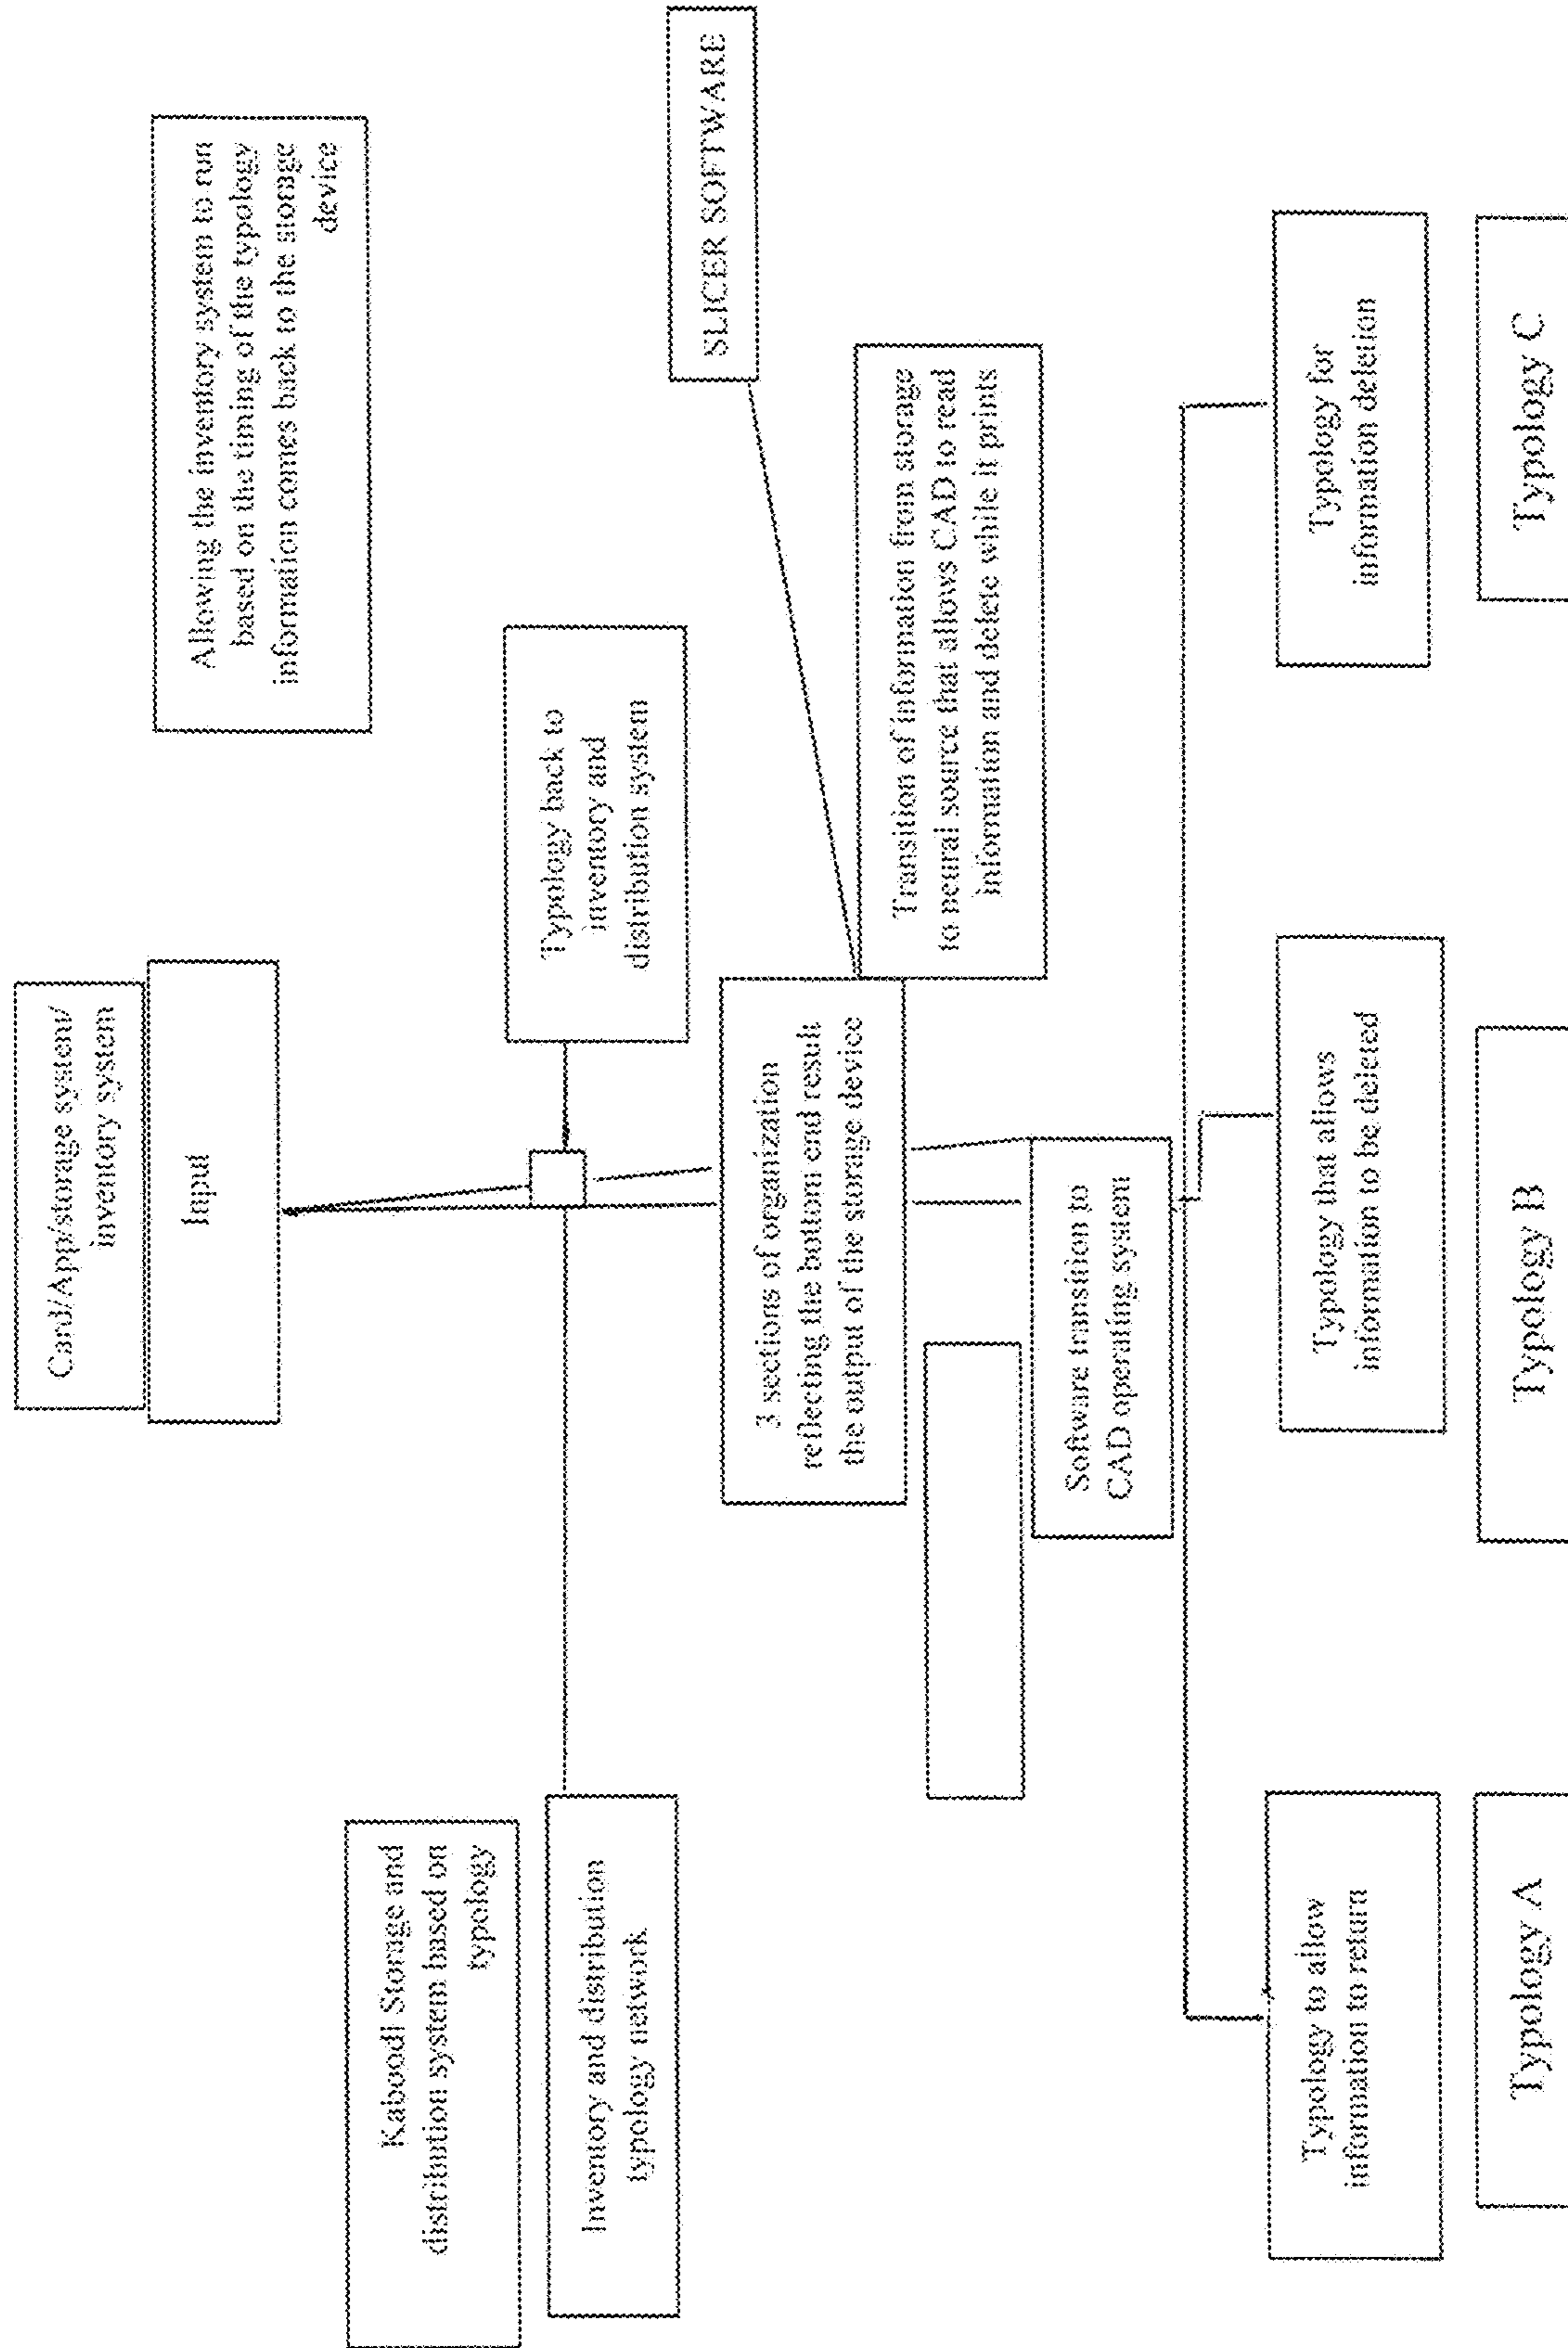 Card/App/storage system/
inventory system
Input
Allowing the inventory system to run
based on the timing of the typology
information comes back to the storage
device
Kaboodl Storage and
distribution system based on
typology
Inventory and distribution
typology network
Typology back to
inventory and
distribution system
SLICER SOFTWARE
3 sections of organization
reflecting the bottom end result
the output of the storage device
Transition of information from storage
to neural source that allows CAD to read
information and delete while it prints
Software transition to
CAD operating system
Typology to allow
information to return
Typology that allows
information to be deleted
Typology for
information deletion
Typology A
Typology B
Typology C